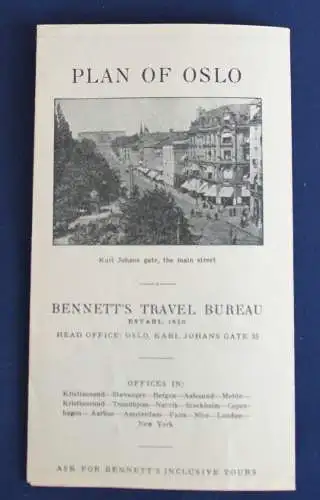 PLAN OF OSLO
Karl Johans gate, the main street
BENNETT'S TRAVEL BUREAU
ESTABL. 1850
HEAD OFFICE: OSLO, KARL JOHANS GATE 35
OFFICES IN:
Kristiansand—Stavanger—Bergen—Aalesund—Molde—
Kristiansund—Trondhjem—Narvik—Stockholm—Copen-
hagen—Aarhus—Amsterdam—Paris—Nice—London—
New York
ASK FOR BENNETT'S INCLUSIVE TOURS